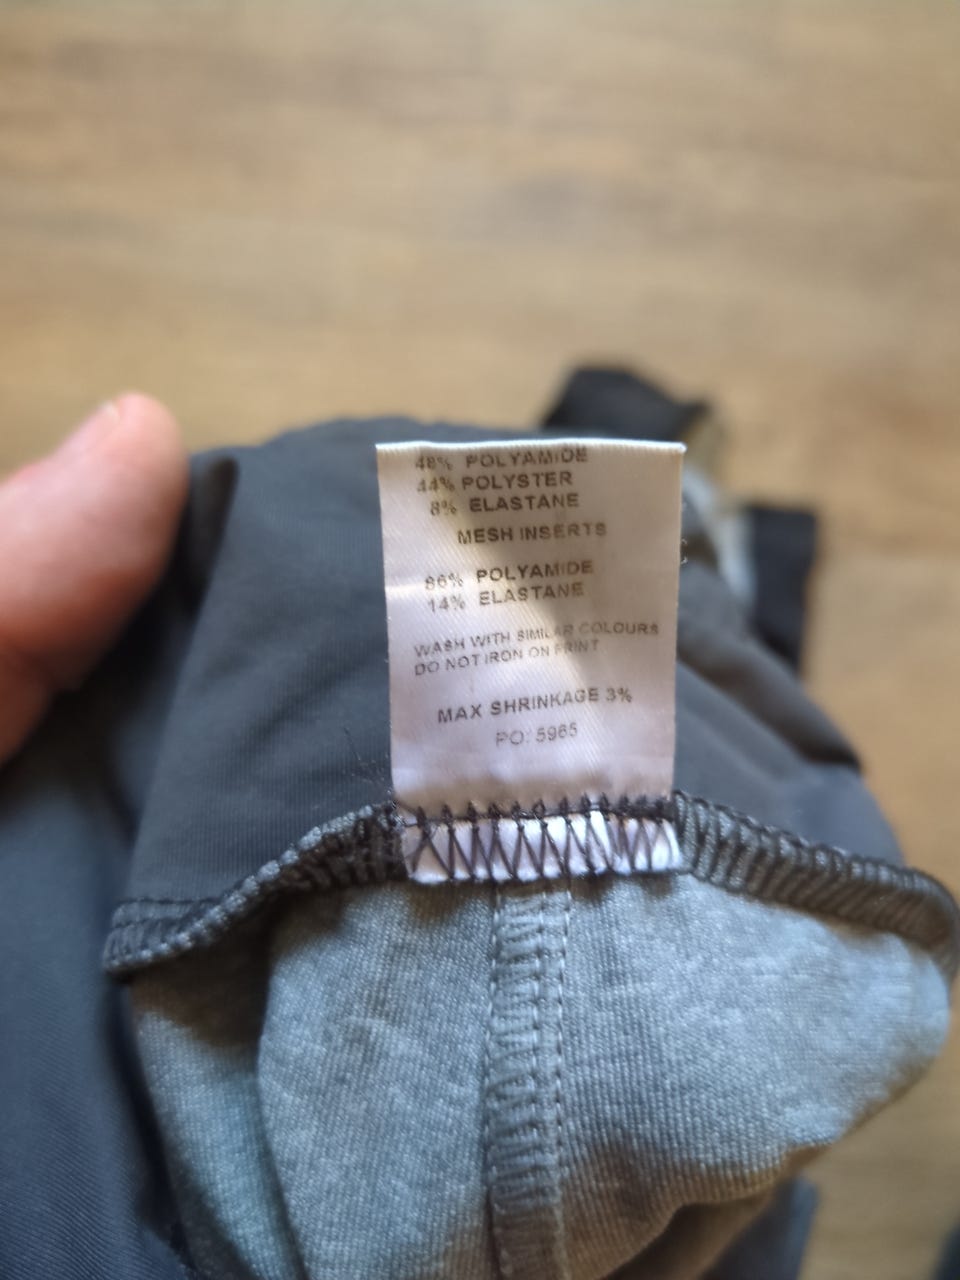 48% POLYAMIDE
44% POLYSTER
8% ELASTANE
MESH INSERTS
86% POLYAMIDE
14% ELASTANE
WASH WITH SIMILAR COLOURS
DO NOT IRON ON PRINT
MAX SHRINKAGE 3%
PO: 5965